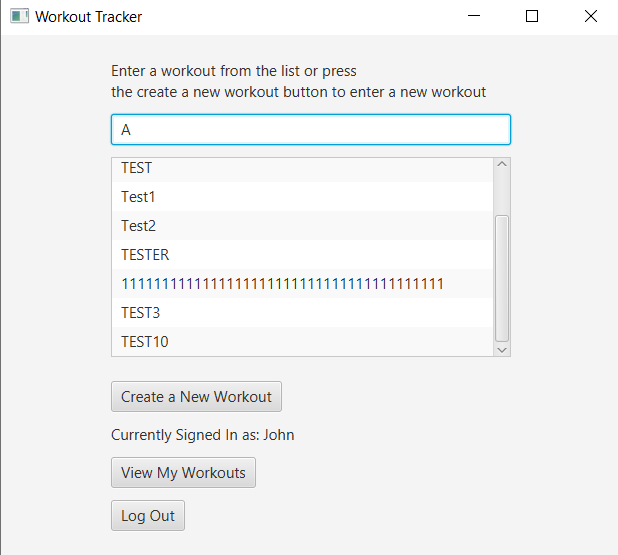 Workout Tracker
Enter a workout from the list or press
the create a new workout button to enter a new workout
A
TEST
Test1
Test2
TESTER
1111111111111111111111111111111111111111
TEST3
TEST10
Create a New Workout
Currently Signed In as: John
View My Workouts
Log Out